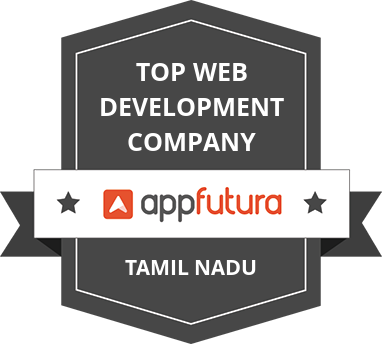 TOP WEB
DEVELOPMENT
COMPANY
appfutura
TAMIL NADU